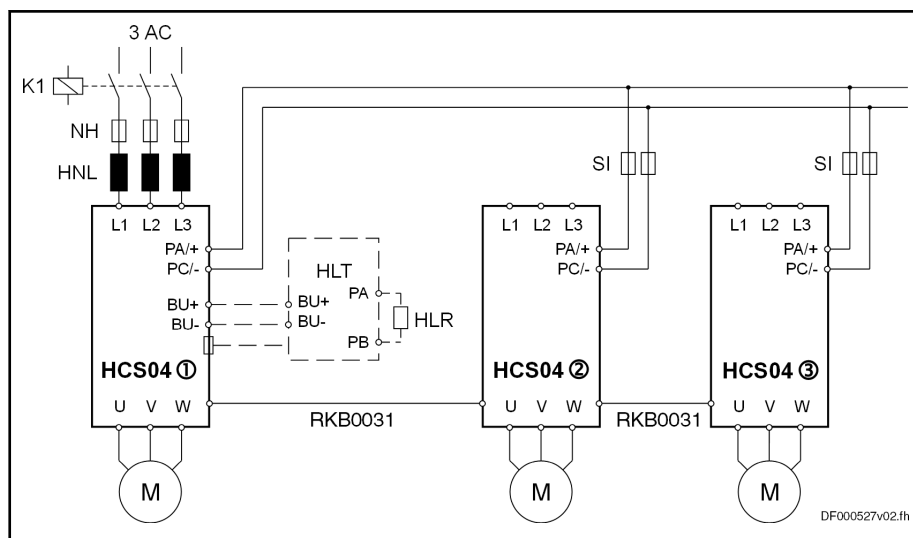 3 AC
K1
NH
HNL
SI
SI
L1 L2 L3
L1 L2 L3
L1 L2 L3
PA/+
PC/-
PA/+
PC/-
PA/+
PC/-
HLT
BU+
BU-
BU+
BU-
PA
PB
HLR
HCS04 ①
HCS04 ②
HCS04 ③
U V W
U V W
U V W
RKB0031
RKB0031
M
M
M
DF000527v02.fh